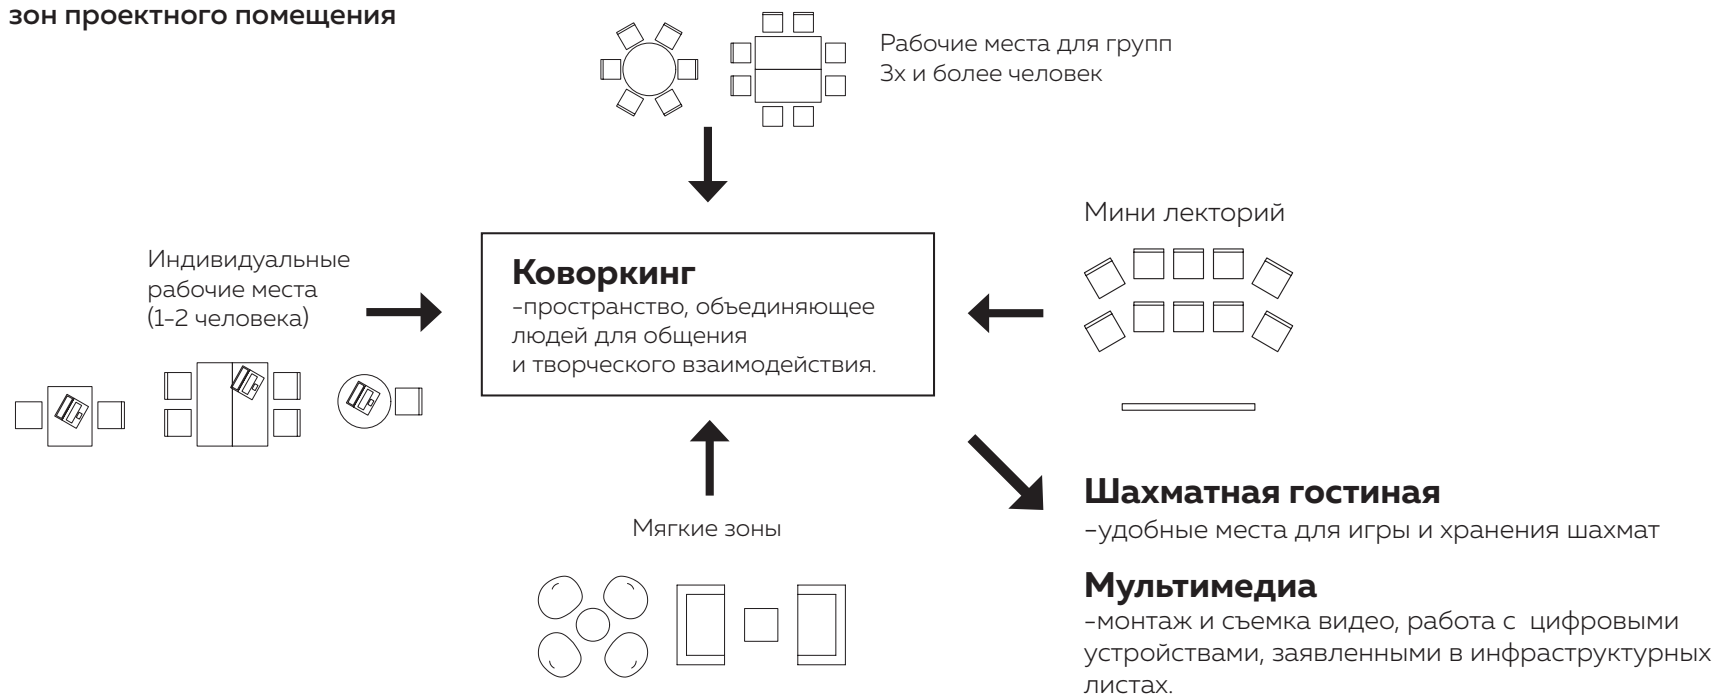 зон проектного помещения
Рабочие места для групп
3х и более человек
Мини лекторий
Индивидуальные
рабочие места
(1-2 человека)
Коворкинг
-пространство, объединяющее
людей для общения
и творческого взаимодействия.
Мягкие зоны
Шахматная гостиная
-удобные места для игры и хранения шахмат
Мультимедиа
-монтаж и съемка видео, работа с цифровыми
устройствами, заявленными в инфраструктурных
листах.